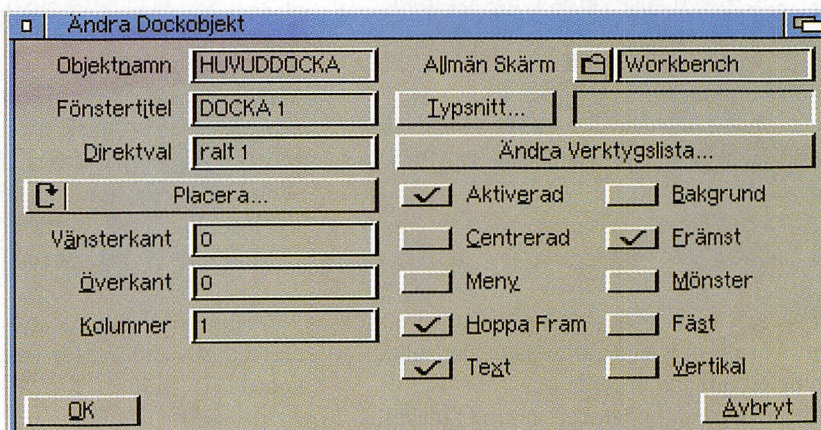 Ändra Dockobjekt
Objektnamn HUVUDDOCKA Allmän Skärm Workbench
Fönstertitel DOCKA 1 Typsnitt...
Direktval ralt 1 Ändra Verktygslista...
Placera... Aktiverad Bakgrund
Vänsterkant 0 Centrerad Främst
Överkant 0 Meny Mönster
Kolumner 1 Hoppa Fram Fäst
Text Vertikal
OK Avbryt